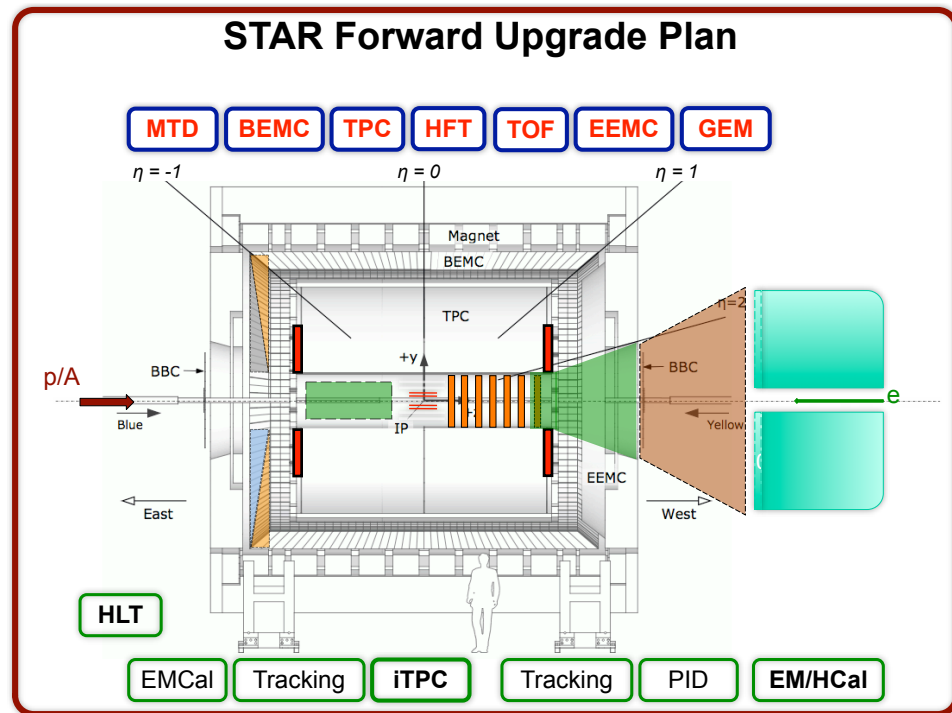 STAR Forward Upgrade Plan
MTD BEMC TPC HFT TOF EEMC GEM
η = -1 η = 0 η = 1
Magnet
BEMC
TPC
η=2
+y
BBC
BBC
p/A
e
Blue
IP
Yellow
EEMC
East
West
HLT
EMCal Tracking iTPC Tracking PID EM/HCal